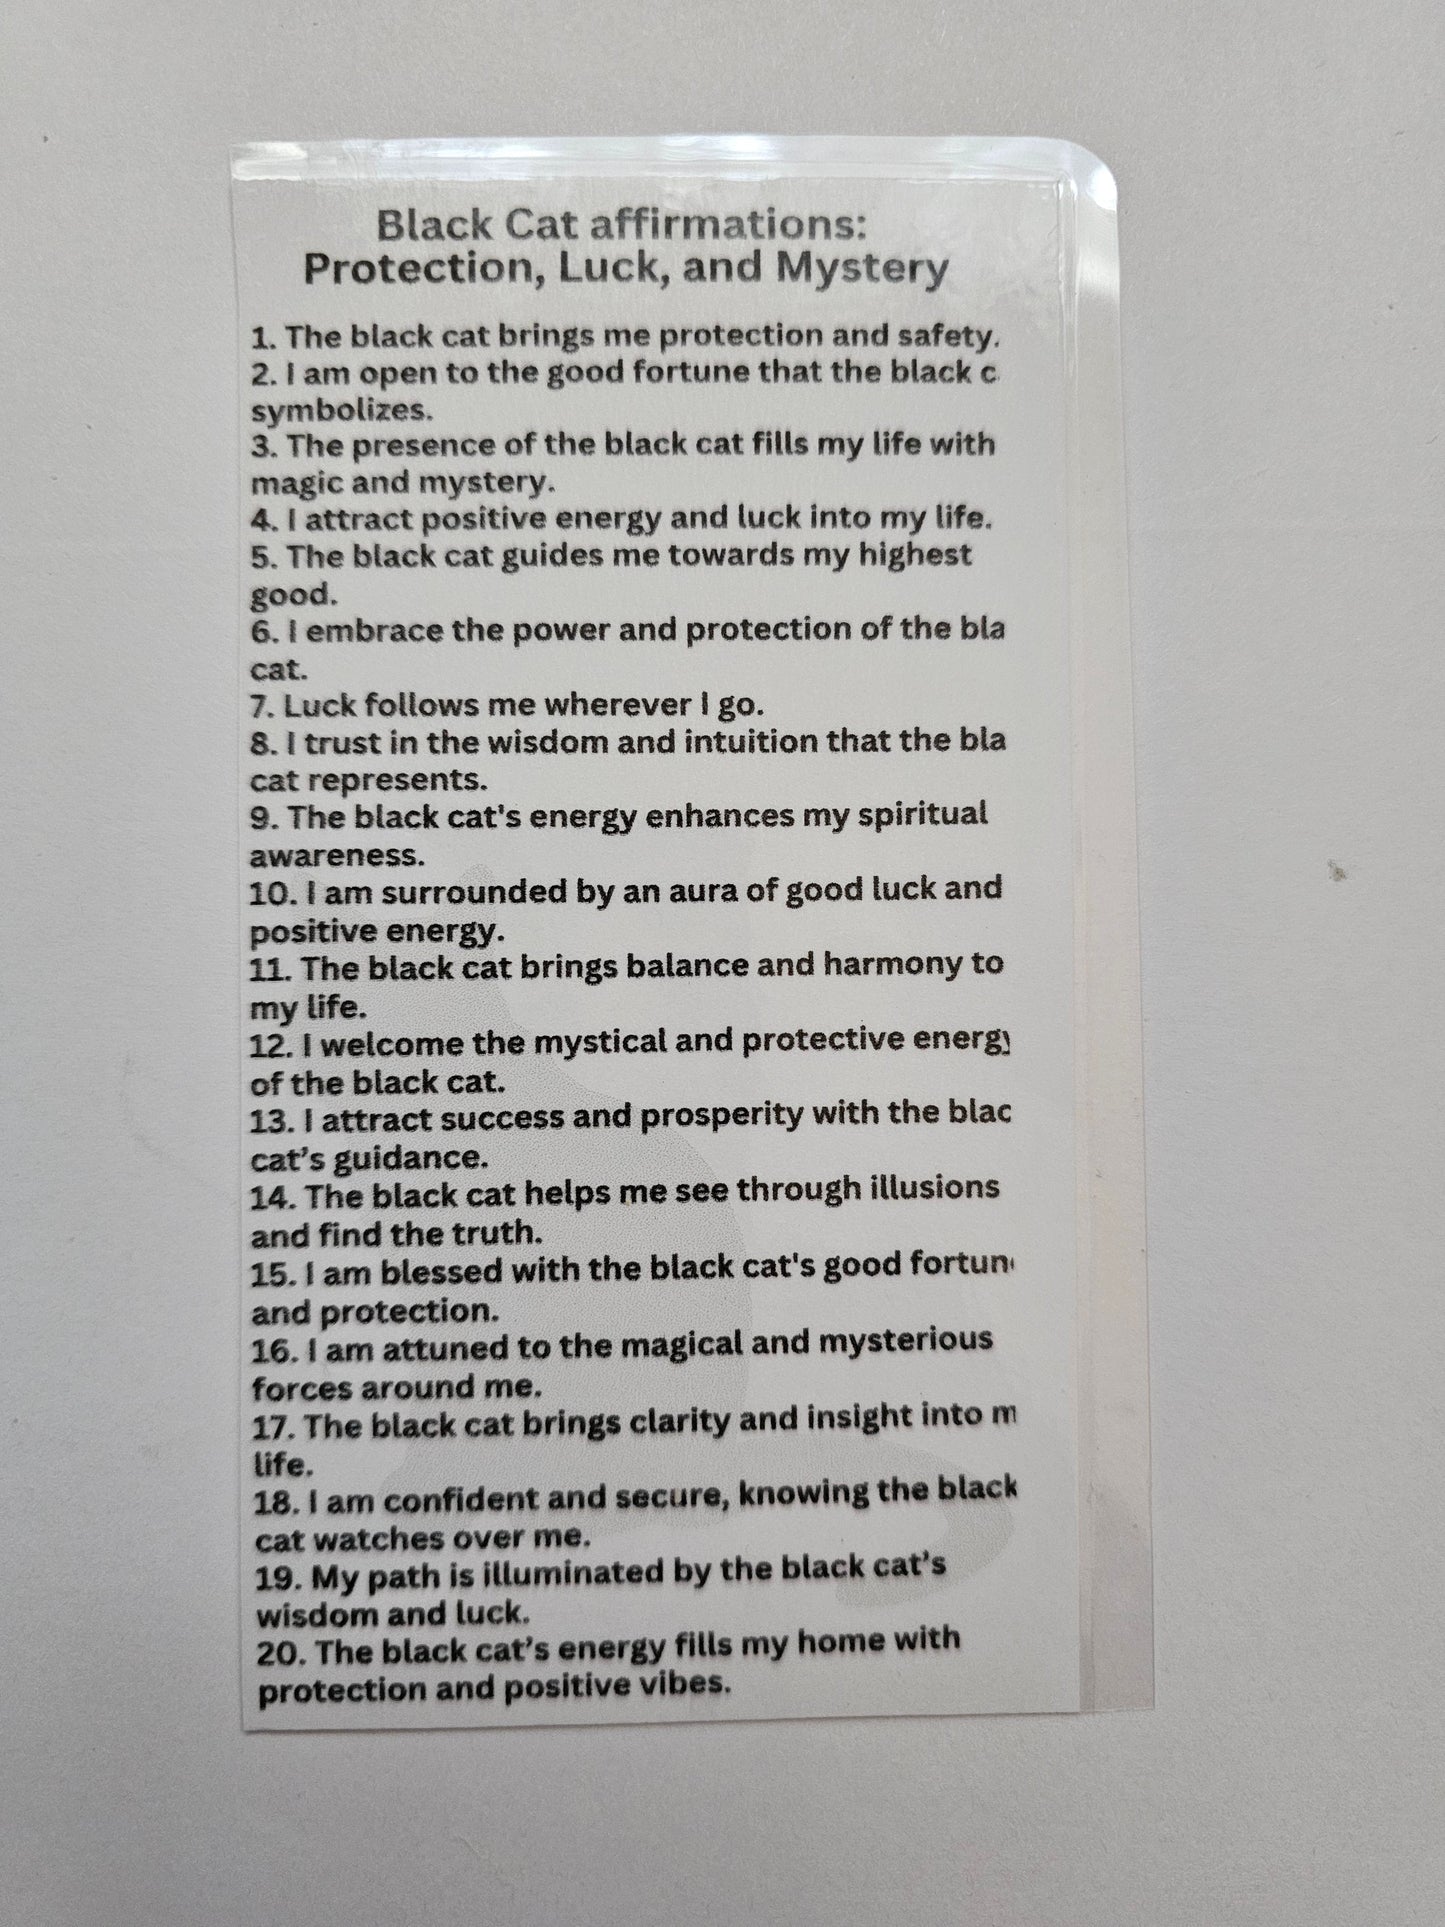 Black Cat affirmations:
Protection, Luck, and Mystery
1. The black cat brings me protection and safety.
2. I am open to the good fortune that the black c
symbolizes.
3. The presence of the black cat fills my life with
magic and mystery.
4. I attract positive energy and luck into my life.
5. The black cat guides me towards my highest
good.
6. I embrace the power and protection of the bla
cat.
7. Luck follows me wherever I go.
8. I trust in the wisdom and intuition that the bla
cat represents.
9. The black cat's energy enhances my spiritual
awareness.
10. I am surrounded by an aura of good luck and
positive energy.
11. The black cat brings balance and harmony to
my life.
12. I welcome the mystical and protective energy
of the black cat.
13. I attract success and prosperity with the blac
cat’s guidance.
14. The black cat helps me see through illusions
and find the truth.
15. I am blessed with the black cat's good fortun
and protection.
16. I am attuned to the magical and mysterious
forces around me.
17. The black cat brings clarity and insight into m
life.
18. I am confident and secure, knowing the black
cat watches over me.
19. My path is illuminated by the black cat’s
wisdom and luck.
20. The black cat’s energy fills my home with
protection and positive vibes.